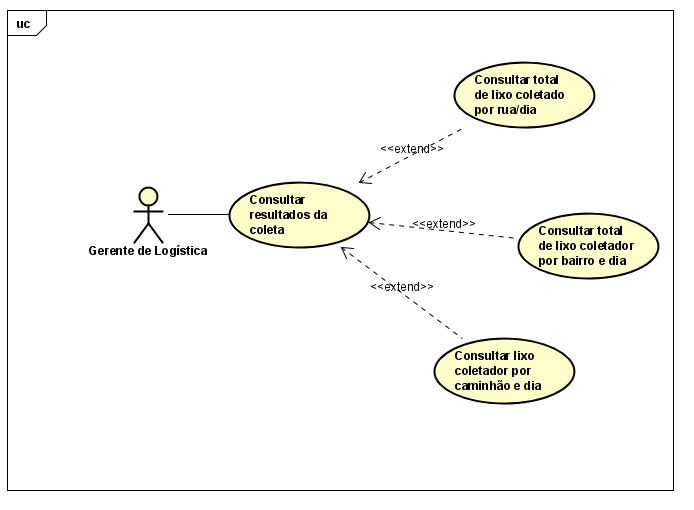 uc
Consultar total
de lixo coletado
por rua/dia
<<extend>>
Consultar
resultados da
coleta
Gerente de Logística
<<extend>>
Consultar total
de lixo coletador
por bairro e dia
<<extend>>
Consultar lixo
coletador por
caminhão e dia